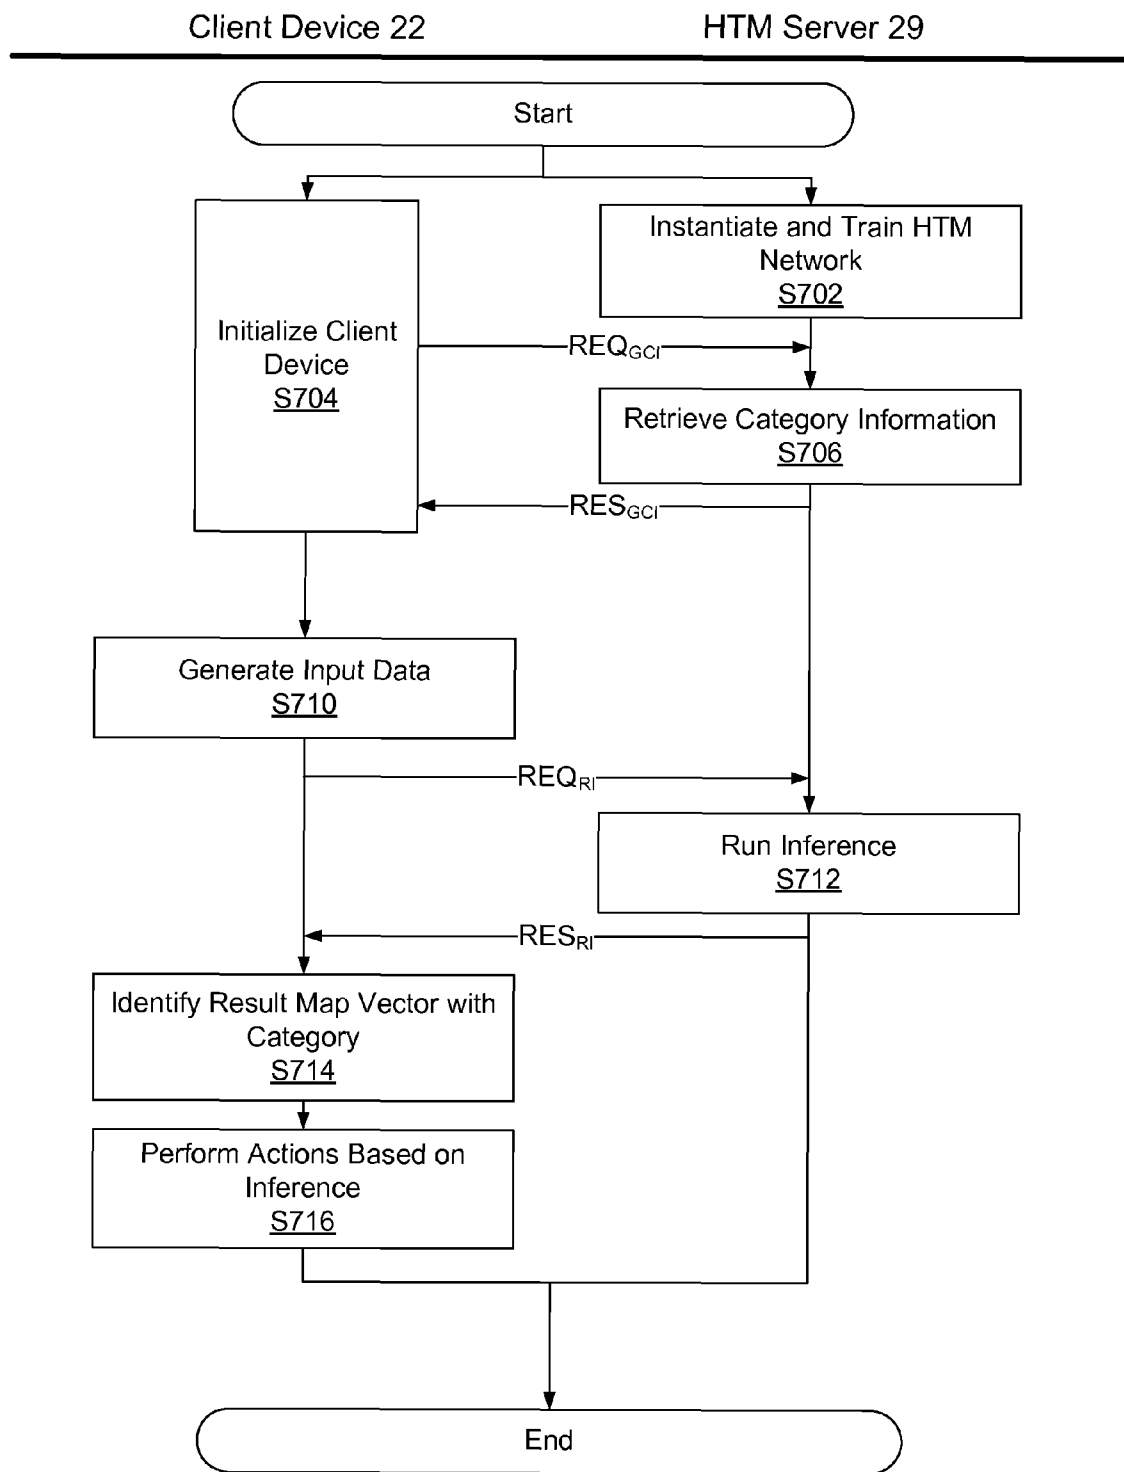 Client Device 22
HTM Server 29
Start
Instantiate and Train HTM
Network
S702
Initialize Client
Device
S704
REQGCI
Retrieve Category Information
S706
RESGCI
Generate Input Data
S710
REQRI
Run Inference
S712
RESRI
Identify Result Map Vector with
Category
S714
Perform Actions Based on
Inference
S716
End